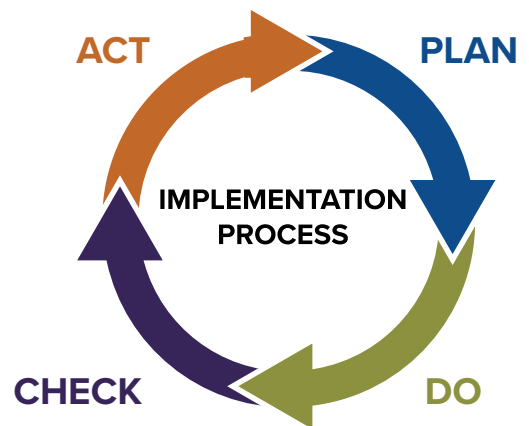 ACT
PLAN
IMPLEMENTATION
PROCESS
CHECK
DO